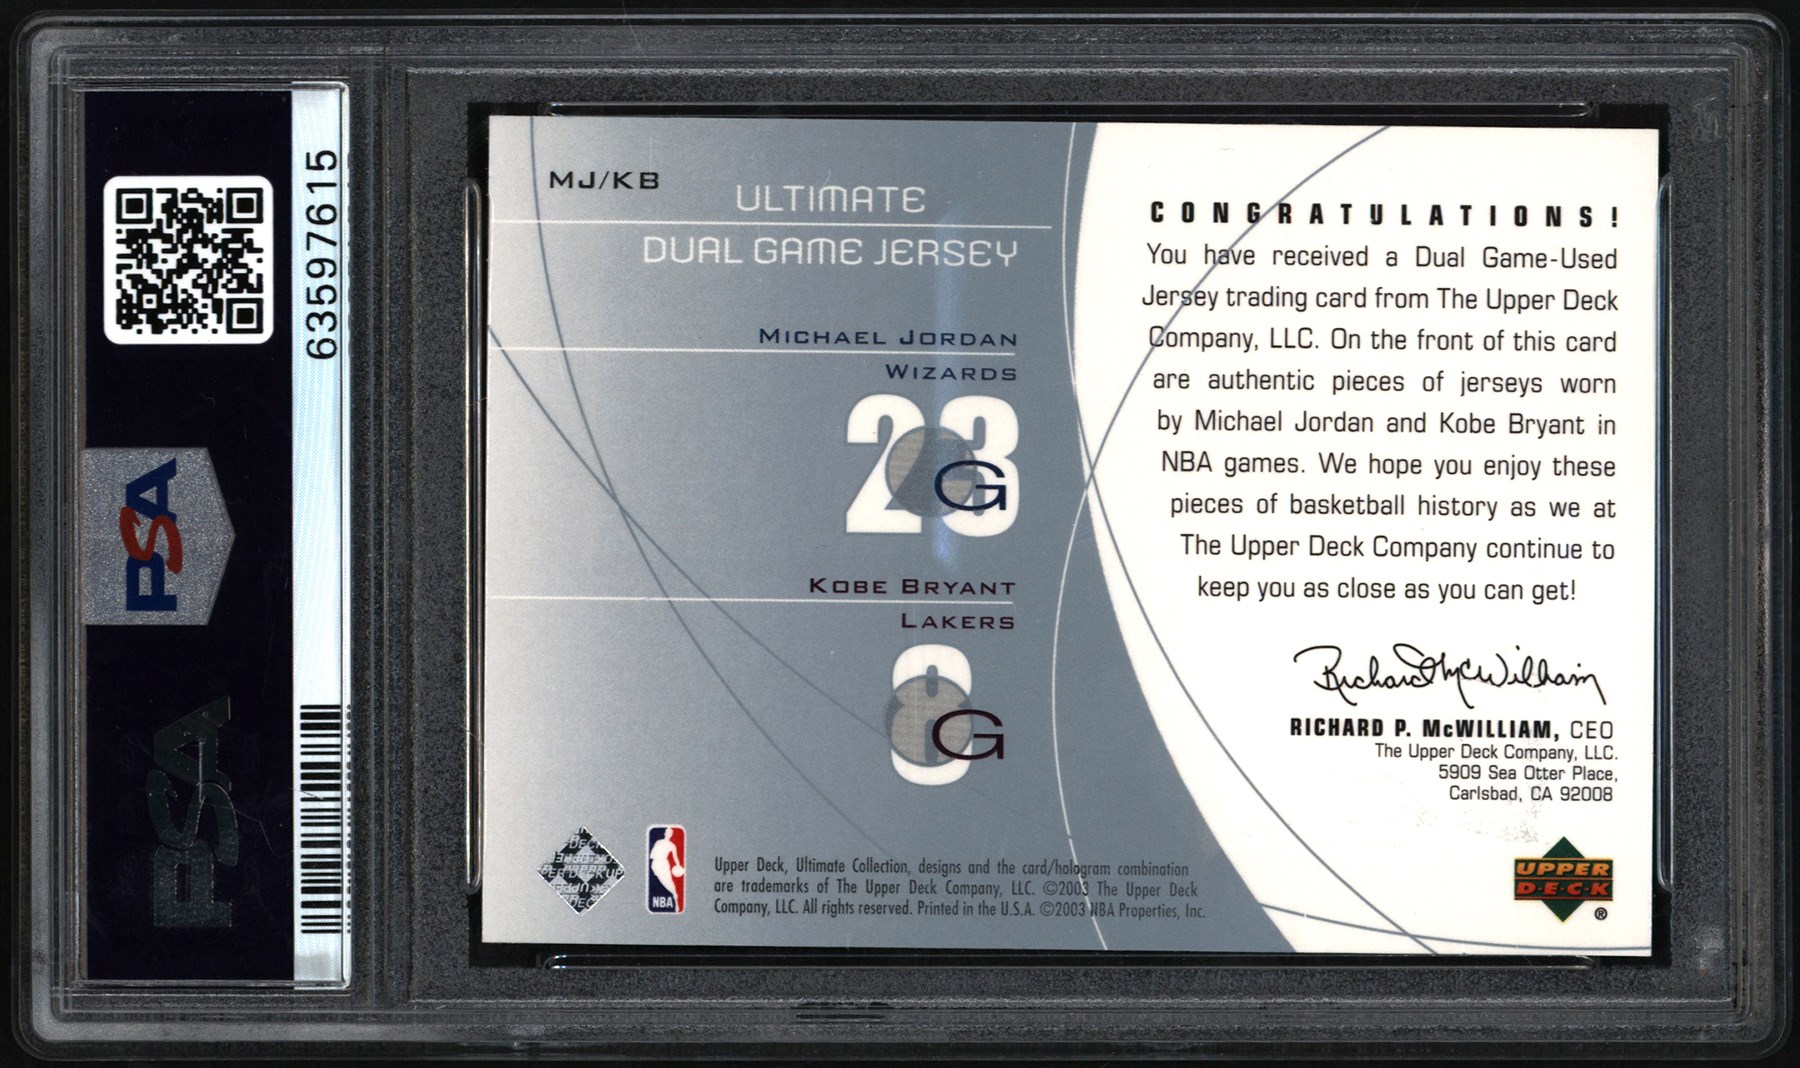 63597615
PSA
PSA
MJ/KB
ULTIMATE
DUAL GAME JERSEY
MICHAEL JORDAN
WIZARDS
23
G
KOBE BRYANT
LAKERS
8
G
CONGRATULATIONS!
You have received a Dual Game-Used
Jersey trading card from The Upper Deck
Company, LLC. On the front of this card
are authentic pieces of jerseys worn
by Michael Jordan and Kobe Bryant in
NBA games. We hope you enjoy these
pieces of basketball history as we at
The Upper Deck Company continue to
keep you as close as you can get!
Richard McWilliam
RICHARD P. McWILLIAM, CEO
The Upper Deck Company, LLC.
5909 Sea Otter Place,
Carlsbad, CA 92008
NBA
Upper Deck, Ultimate Collection, designs and the card/hologram combination
are trademarks of The Upper Deck Company, LLC. ©2003 The Upper Deck
Company, LLC. All rights reserved. Printed in the U.S.A. ©2003 NBA Properties, Inc.
UPPER
D·E·C·K
®